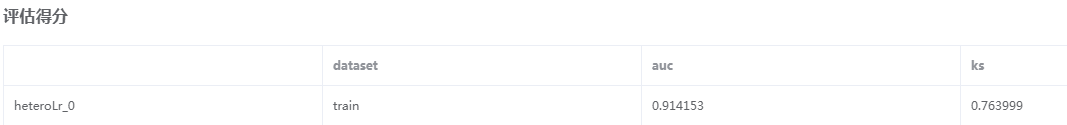 评估得分
dataset auc ks
heteroLr_0 train 0.914153 0.763999